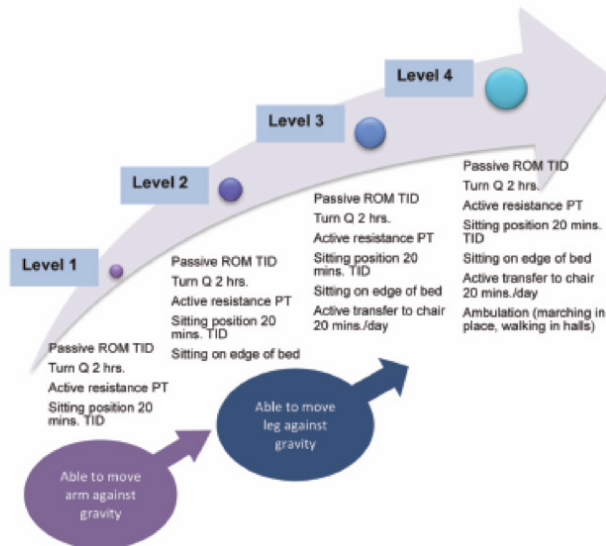 Level 1
Passive ROM TID
Turn Q 2 hrs.
Active resistance PT
Sitting position 20
mins. TID
Level 2
Passive ROM TID
Turn Q 2 hrs.
Active resistance PT
Sitting position 20
mins. TID
Sitting on edge of bed
Level 3
Passive ROM TID
Turn Q 2 hrs.
Active resistance PT
Sitting position 20
mins. TID
Sitting on edge of bed
Active transfer to chair
20 mins./day
Level 4
Passive ROM TID
Turn Q 2 hrs.
Active resistance PT
Sitting position 20 mins.
TID
Sitting on edge of bed
Active transfer to chair
20 mins./day
Ambulation (marching in
place, walking in halls)
Able to move
arm against
gravity
Able to move
leg against
gravity